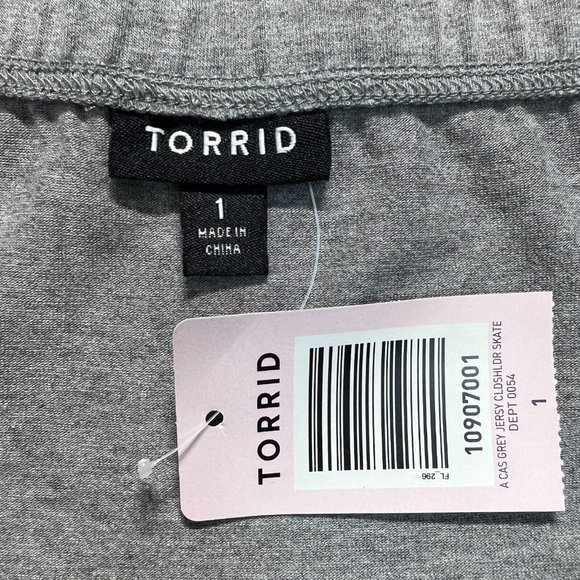 TORRID
1
MADE IN
CHINA
TORRID
FL_296
10907001
A CAS GREY JERSY CLDSHLDR SKATE
DEPT 0054
1